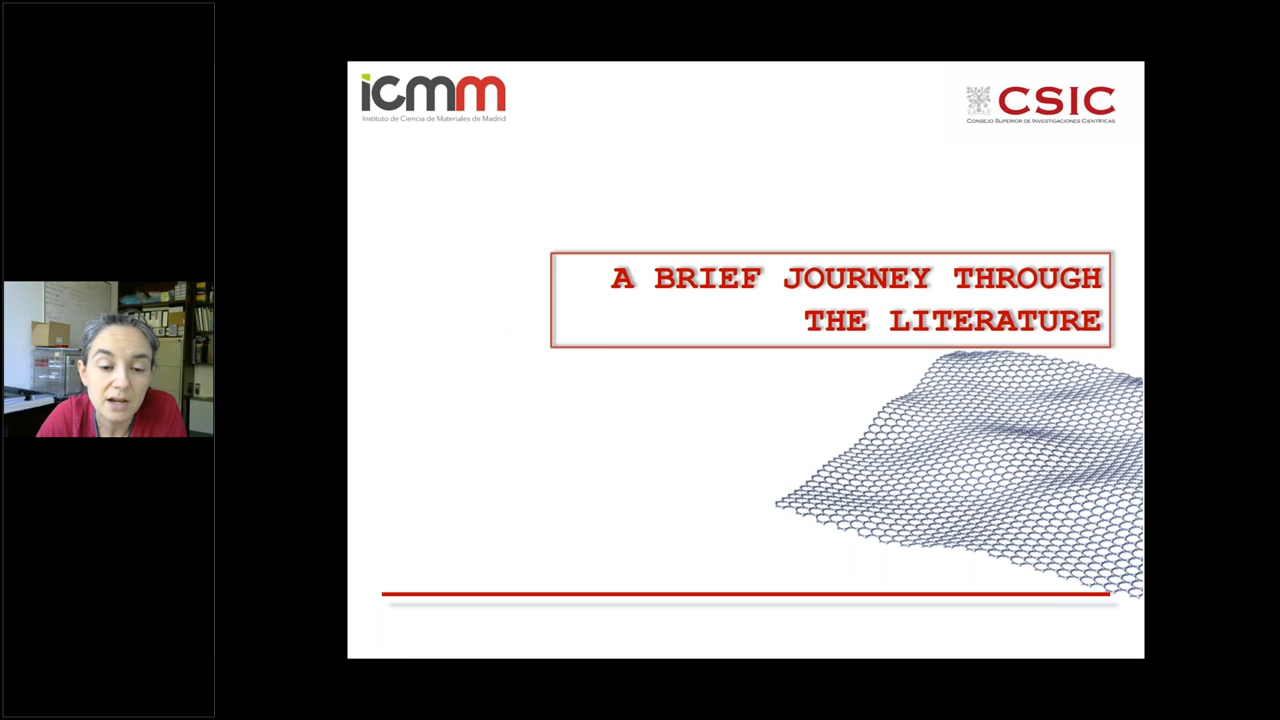 icmm
Instituto de Ciencia de Materiales de Madrid
CSIC
CONSEJO SUPERIOR DE INVESTIGACIONES CIENTÍFICAS
A BRIEF JOURNEY THROUGH
THE LITERATURE